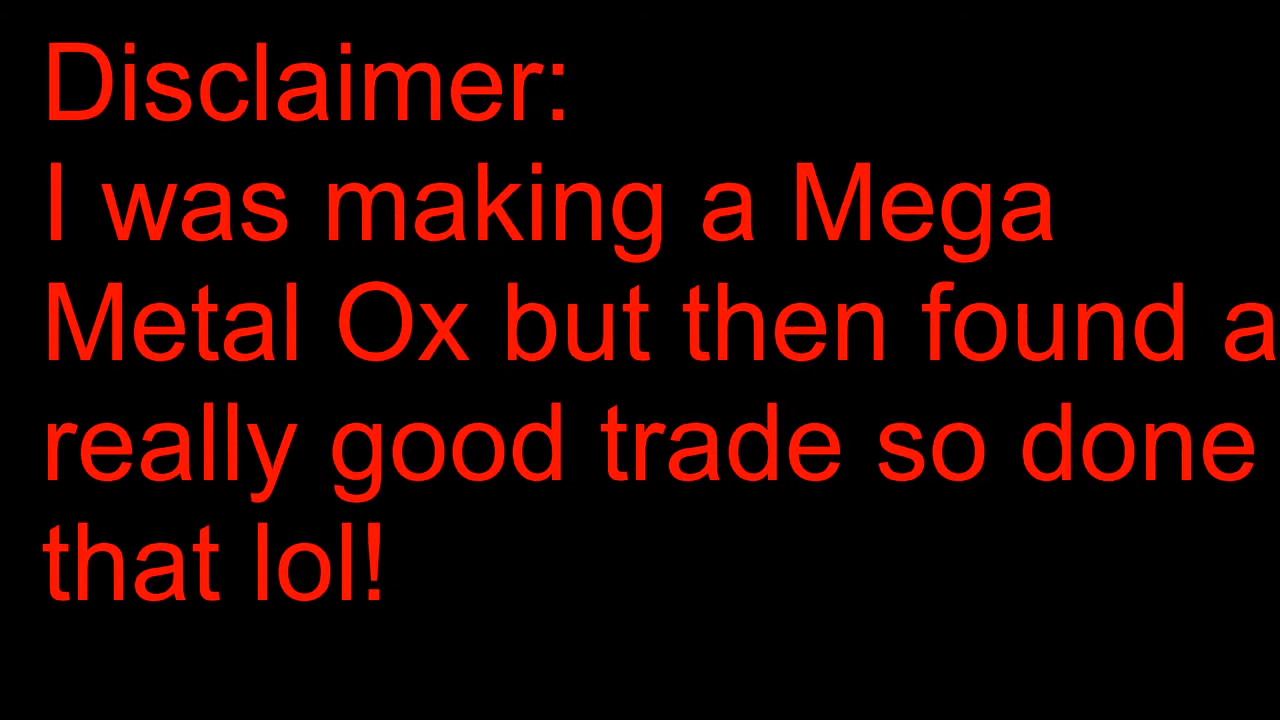 Disclaimer:
I was making a Mega
Metal Ox but then found a
really good trade so done
that lol!